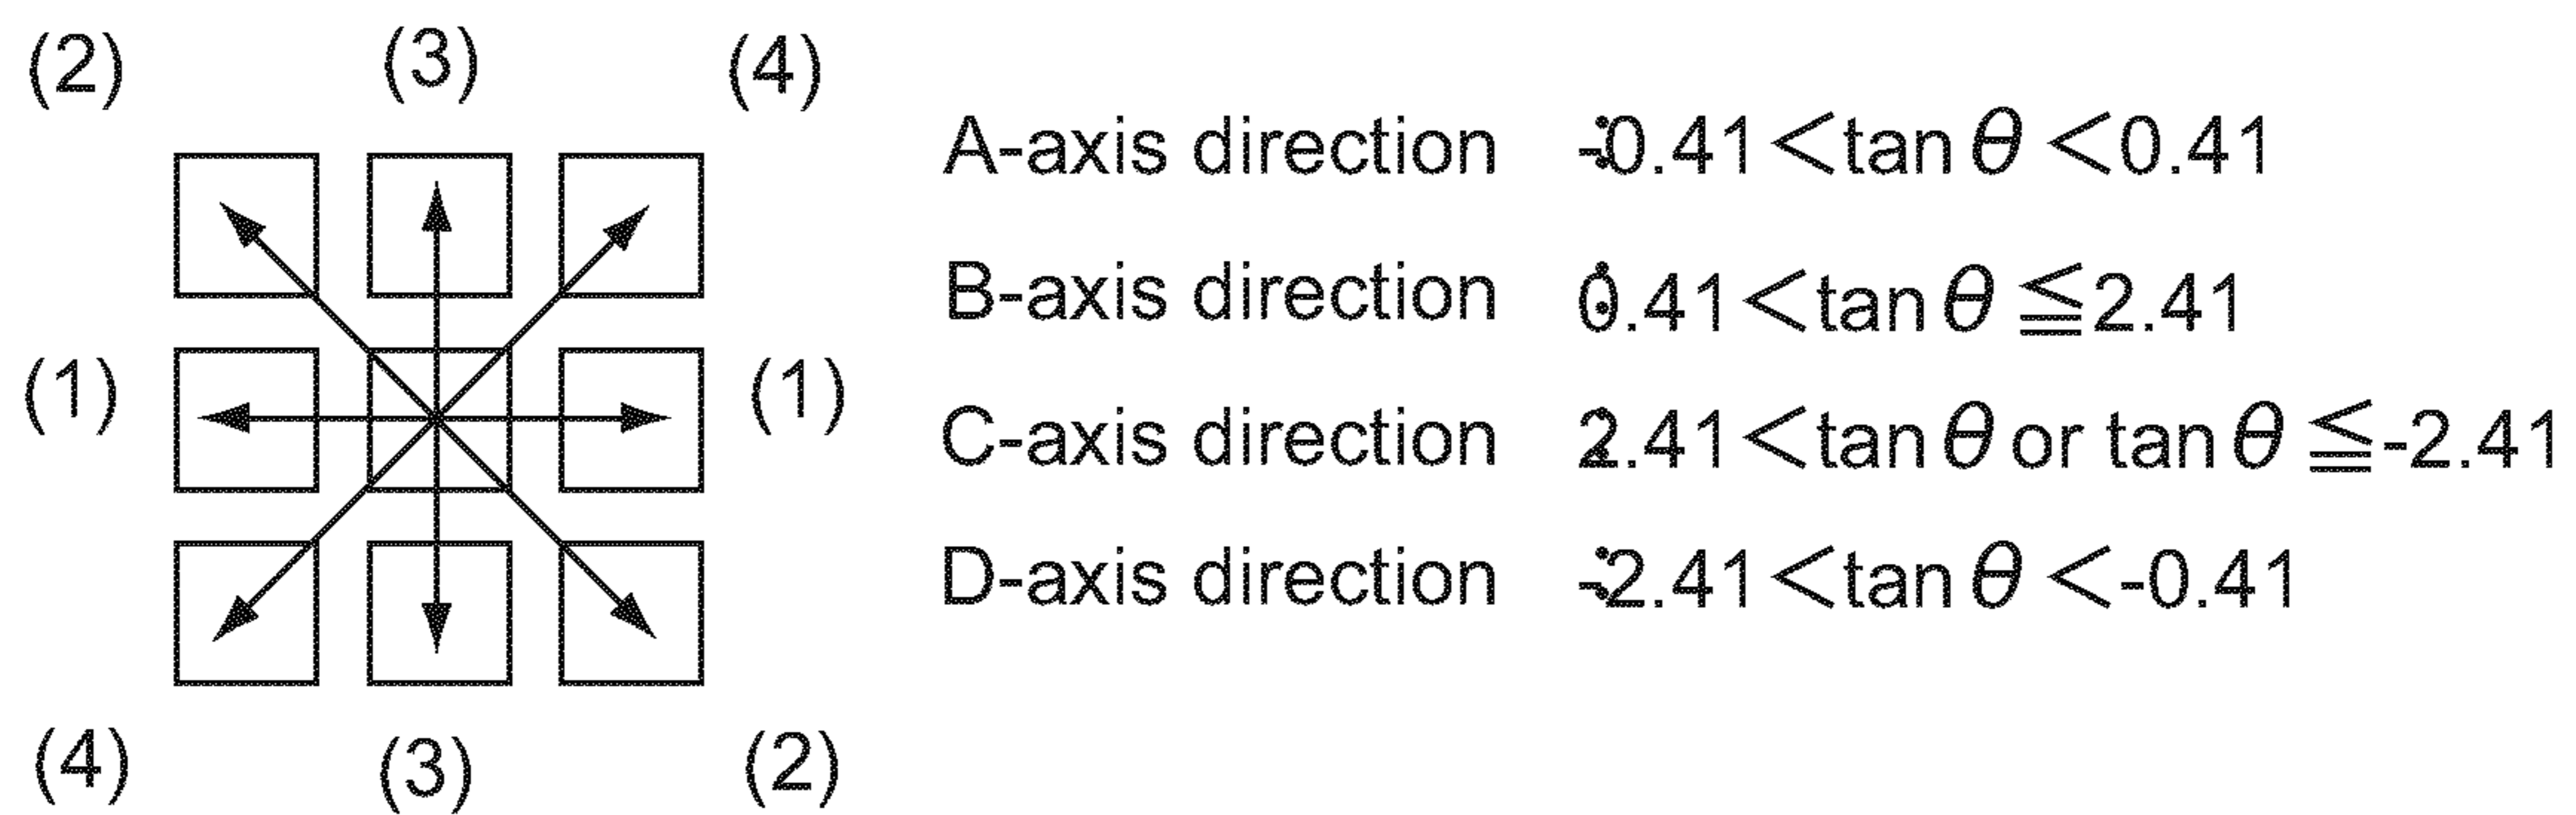 (2) (3) (4)
A-axis direction : -0.41<tanθ<0.41
B-axis direction : 0.41<tanθ≦2.41
(1) (1)
C-axis direction : 2.41<tanθ or tanθ≦-2.41
D-axis direction : -2.41<tanθ<-0.41
(4) (3) (2)